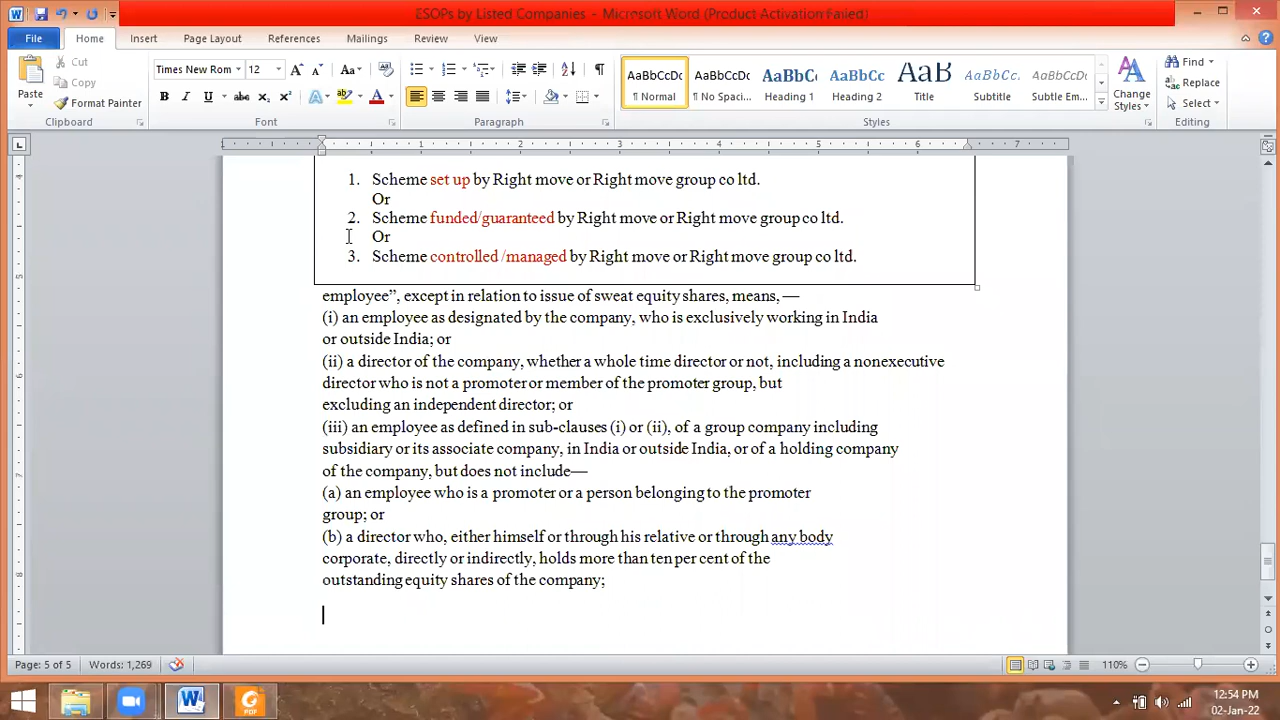 ESOPs by Listed Companies - Microsoft Word (Product Activation Failed)
File Home Insert Page Layout References Mailings Review View
Paste
Cut
Copy
Format Painter
Clipboard
Times New Rom 12
Font
Paragraph
AaBbCcDc AaBbCcDc AaBbC AaBbCc AaB AaBbCc. AaBbCcDc
¶ Normal ¶ No Spaci... Heading 1 Heading 2 Title Subtitle Subtle Em...
Change Styles
Styles
Find
Replace
Select
Editing
1 1 2 3 4 5 6 7
1. Scheme set up by Right move or Right move group co ltd.
Or
2. Scheme funded/guaranteed by Right move or Right move group co ltd.
Or
3. Scheme controlled /managed by Right move or Right move group co ltd.
employee”, except in relation to issue of sweat equity shares, means, —
(i) an employee as designated by the company, who is exclusively working in India
or outside India; or
(ii) a director of the company, whether a whole time director or not, including a nonexecutive
director who is not a promoter or member of the promoter group, but
excluding an independent director; or
(iii) an employee as defined in sub-clauses (i) or (ii), of a group company including
subsidiary or its associate company, in India or outside India, or of a holding company
of the company, but does not include—
(a) an employee who is a promoter or a person belonging to the promoter
group; or
(b) a director who, either himself or through his relative or through any body
corporate, directly or indirectly, holds more than ten per cent of the
outstanding equity shares of the company;
Page: 5 of 5 Words: 1,269 110%
12:54 PM
02-Jan-22